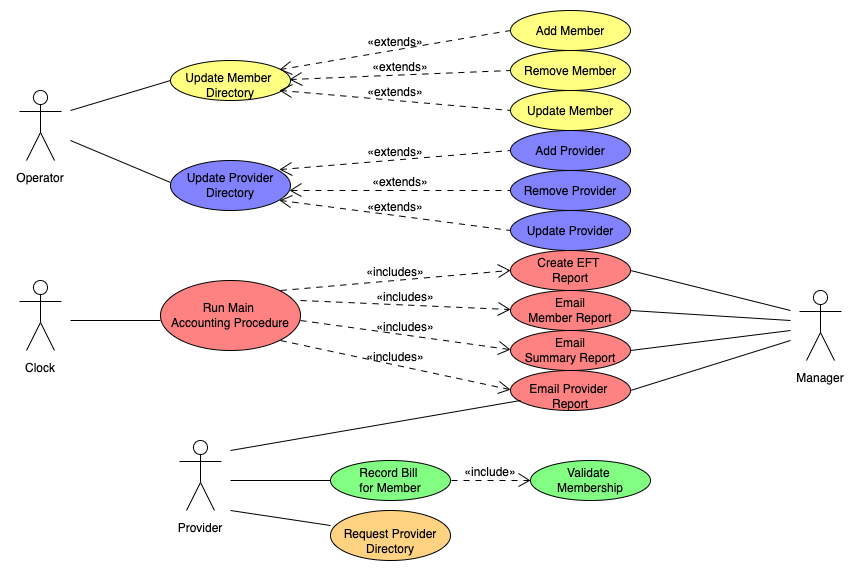 Add Member
«extends»
«extends»
Remove Member
Update Member
Directory
«extends»
Update Member
Operator
Add Provider
«extends»
Update Provider
Directory
«extends»
Remove Provider
«extends»
Update Provider
Create EFT
Report
«includes»
«includes»
Email
Member Report
Run Main
Accounting Procedure
«includes»
Email
Summary Report
«includes»
Clock
Manager
Email Provider
Report
Record Bill
for Member
«include»
Validate
Membership
Provider
Request Provider
Directory